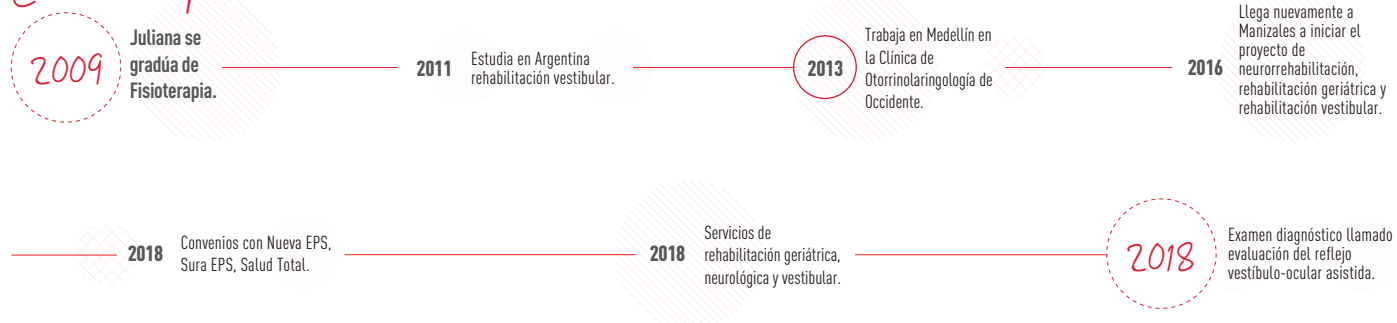 2009
Juliana se
gradúa de
Fisioterapia.
2011
Estudia en Argentina
rehabilitación vestibular.
2013
Trabaja en Medellín en
la Clínica de
Otorrinolaringología de
Occidente.
2016
Llega nuevamente a
Manizales a iniciar el
proyecto de
neurorrehabilitación,
rehabilitación geriátrica y
rehabilitación vestibular.
2018
Convenios con Nueva EPS,
Sura EPS, Salud Total.
2018
Servicios de
rehabilitación geriátrica,
neurológica y vestibular.
2018
Examen diagnóstico llamado
evaluación del reflejo
vestíbulo-ocular asistida.